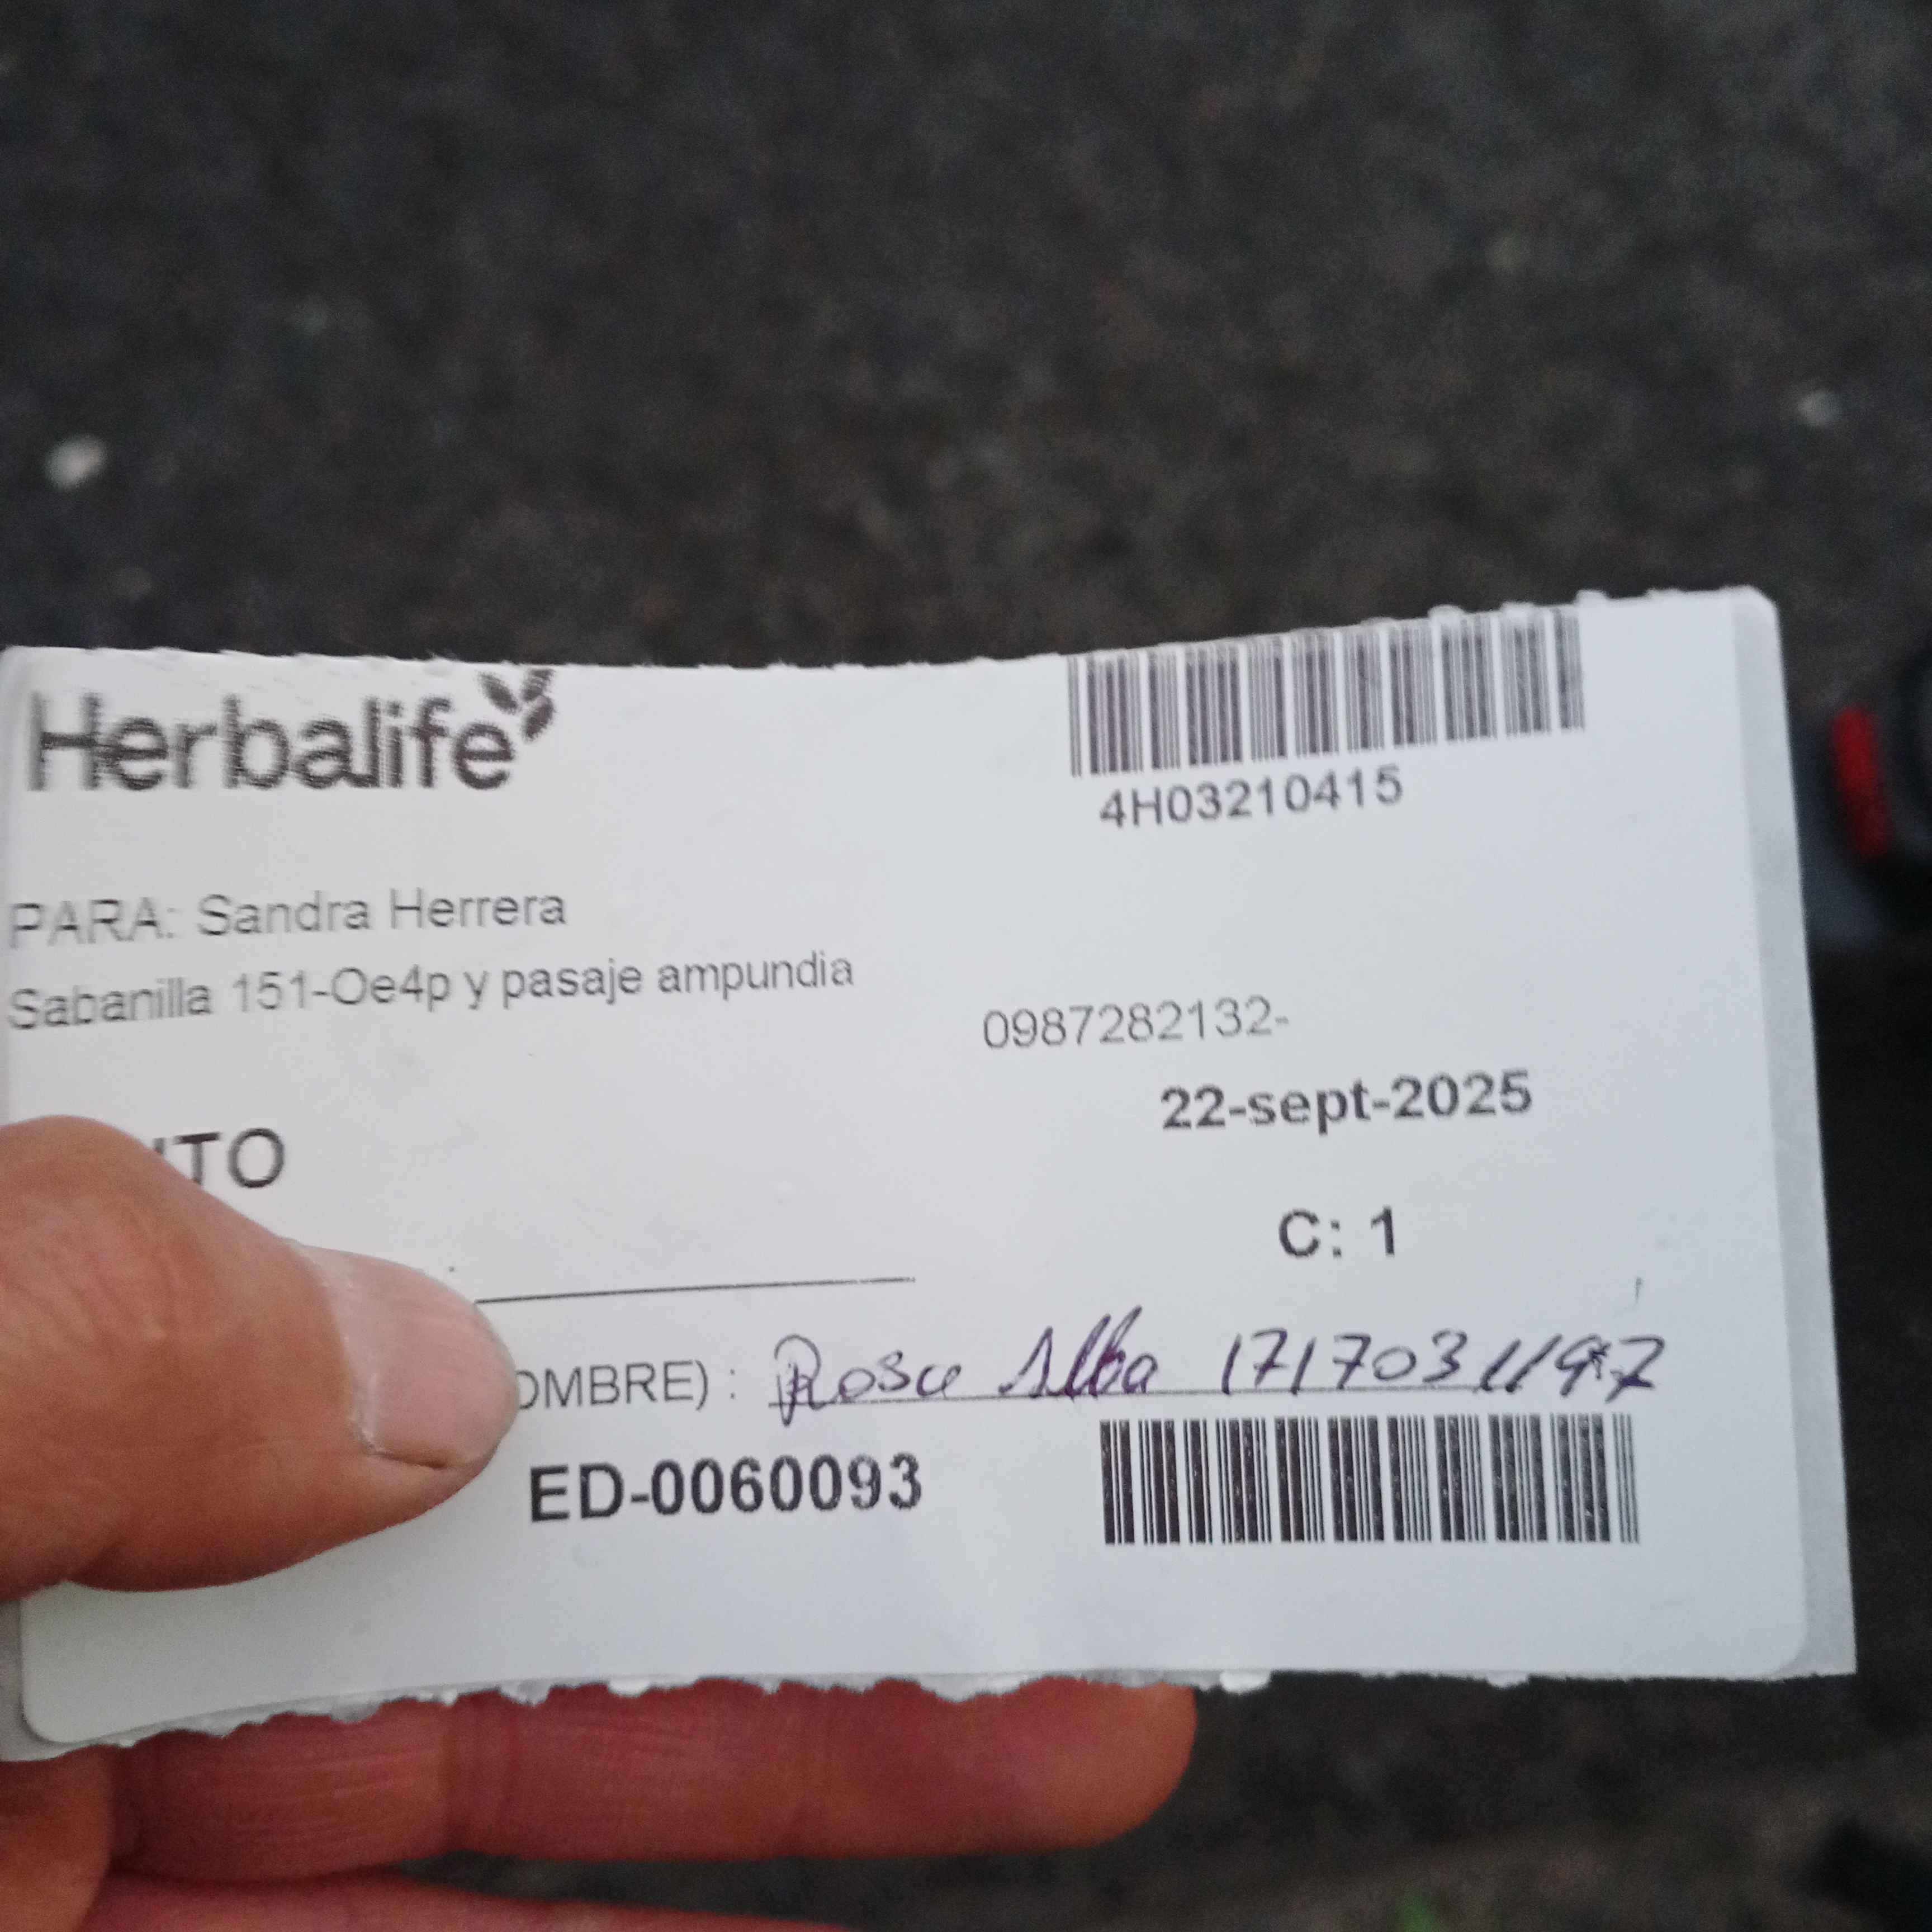 Herbalife
4H03210415
PARA: Sandra Herrera
Sabanilla 151-Oe4p y pasaje ampundia
0987282132-
22-sept-2025
ITO
C: 1
OMBRE) : Rosa Alba
ED-0060093